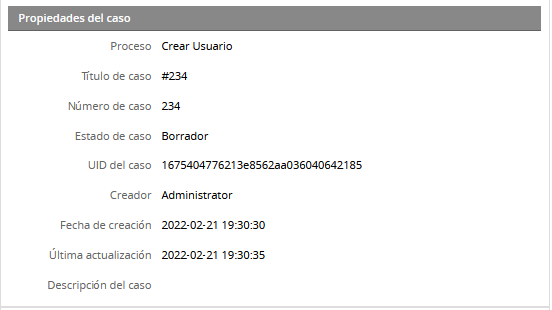 Propiedades del caso
Proceso Crear Usuario
Título de caso #234
Número de caso 234
Estado de caso Borrador
UID del caso 1675404776213e8562aa036040642185
Creador Administrator
Fecha de creación 2022-02-21 19:30:30
Última actualización 2022-02-21 19:30:35
Descripción del caso